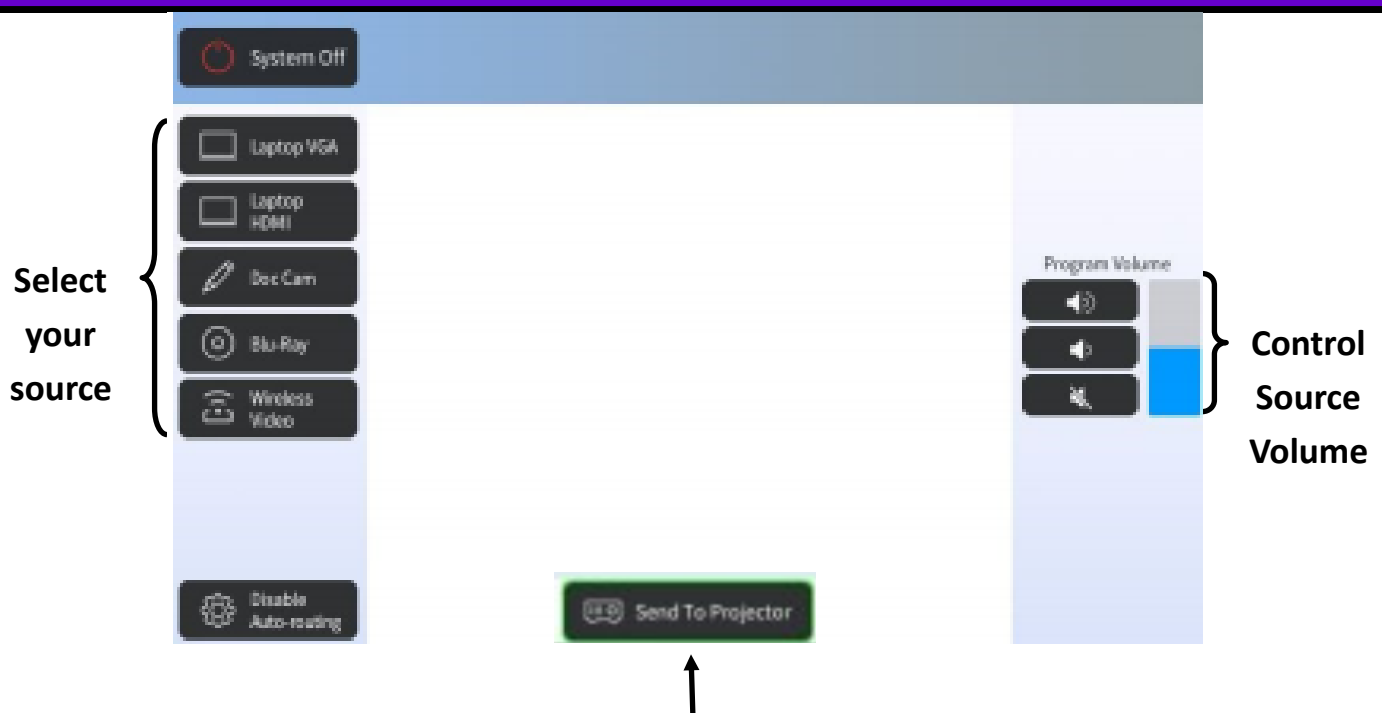 System Off
Laptop VGA
Laptop
HDMI
Doc Cam
Blu-Ray
Wireless
Video
Disable
Auto-routing
Select
your
source
Send To Projector
Program Volume
Control
Source
Volume